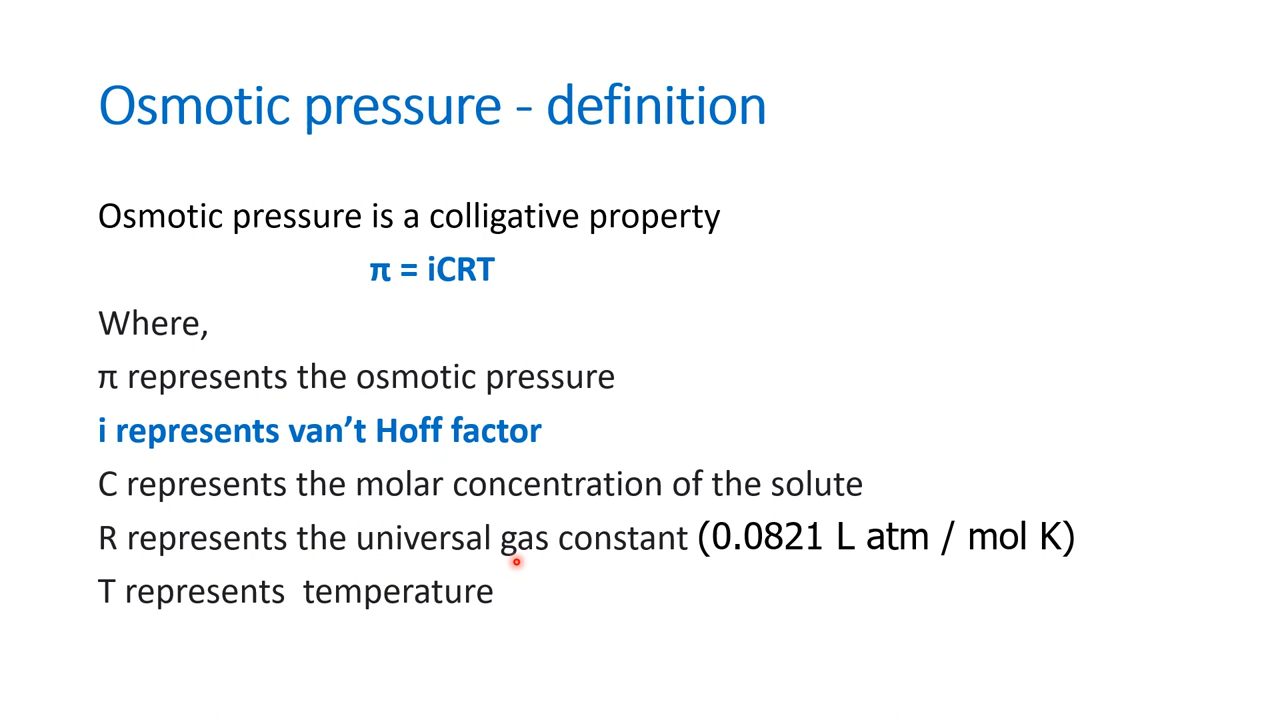 Osmotic pressure - definition
Osmotic pressure is a colligative property
π = iCRT
Where,
π represents the osmotic pressure
i represents van’t Hoff factor
C represents the molar concentration of the solute
R represents the universal gas constant (0.0821 L atm / mol K)
T represents  temperature